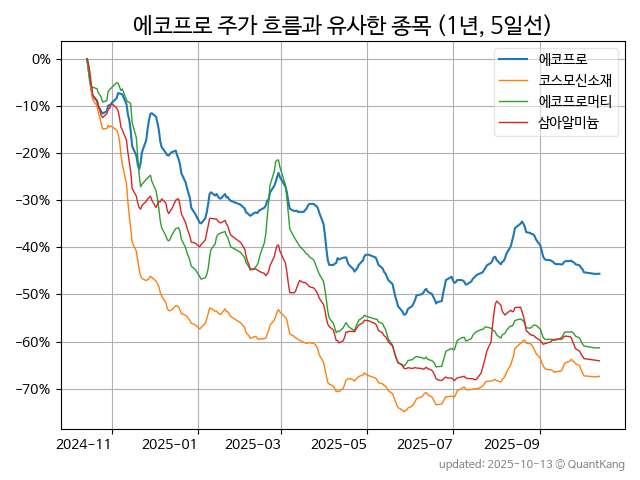 에코프로 주가 흐름과 유사한 종목 (1년, 5일선)
에코프로
코스모신소재
에코프로머티
삼아알미늄
0%
−10%
−20%
−30%
−40%
−50%
−60%
−70%
2024-11
2025-01
2025-03
2025-05
2025-07
2025-09
updated: 2025-10-13 © QuantKang